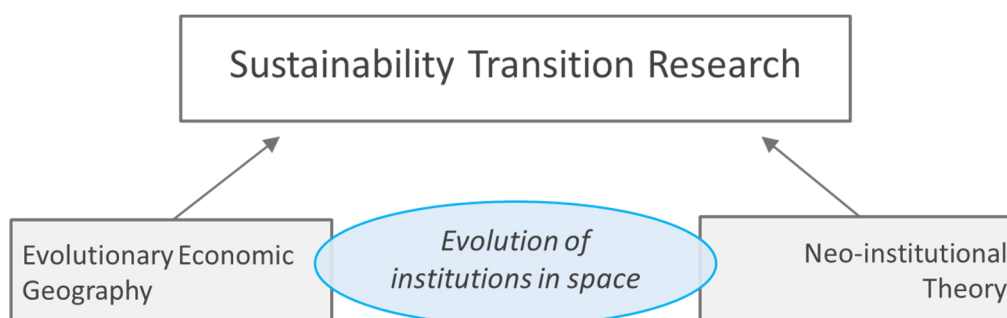 Sustainability Transition Research
Evolutionary Economic
Geography
Evolution of
institutions in space
Neo-institutional
Theory